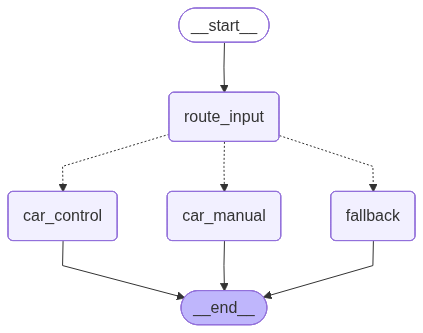 __start__
route_input
car_control
car_manual
fallback
__end__